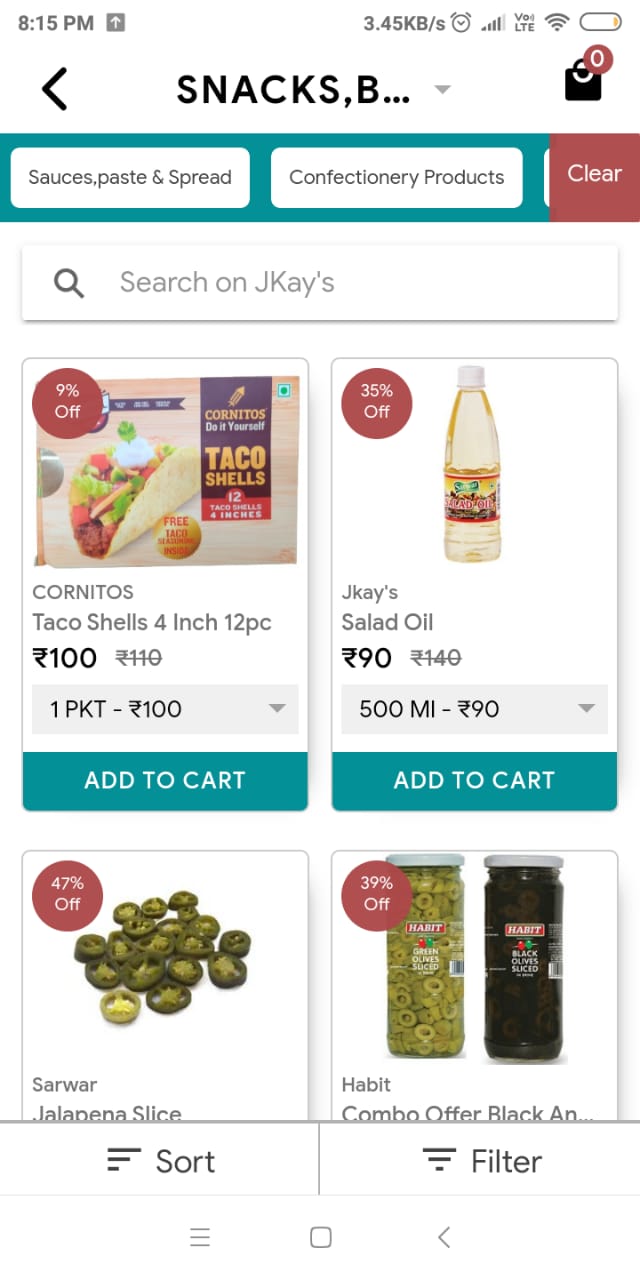 8:15 PM 3.45KB/s Vo) LTE
SNACKS,B... 0
Sauces,paste & Spread Confectionery Products Clear
Search on JKay's
9%
Off
CORNITOS
Do it Yourself
TACO
SHELLS
12
TACO SHELLS
4 INCHES
FREE
TACO
SEASONING
INSIDE
35%
Off
Sarwar
SALAD OIL
CORNITOS
Taco Shells 4 Inch 12pc
₹100 ₹110
1 PKT - ₹100
ADD TO CART
Jkay's
Salad Oil
₹90 ₹140
500 Ml - ₹90
ADD TO CART
47%
Off
Sarwar
Jalapena Slice
39%
Off
HABIT
GREEN
OLIVES
SLICED
HABIT
BLACK
OLIVES
SLICED
Habit
Combo Offer Black An...
Sort Filter